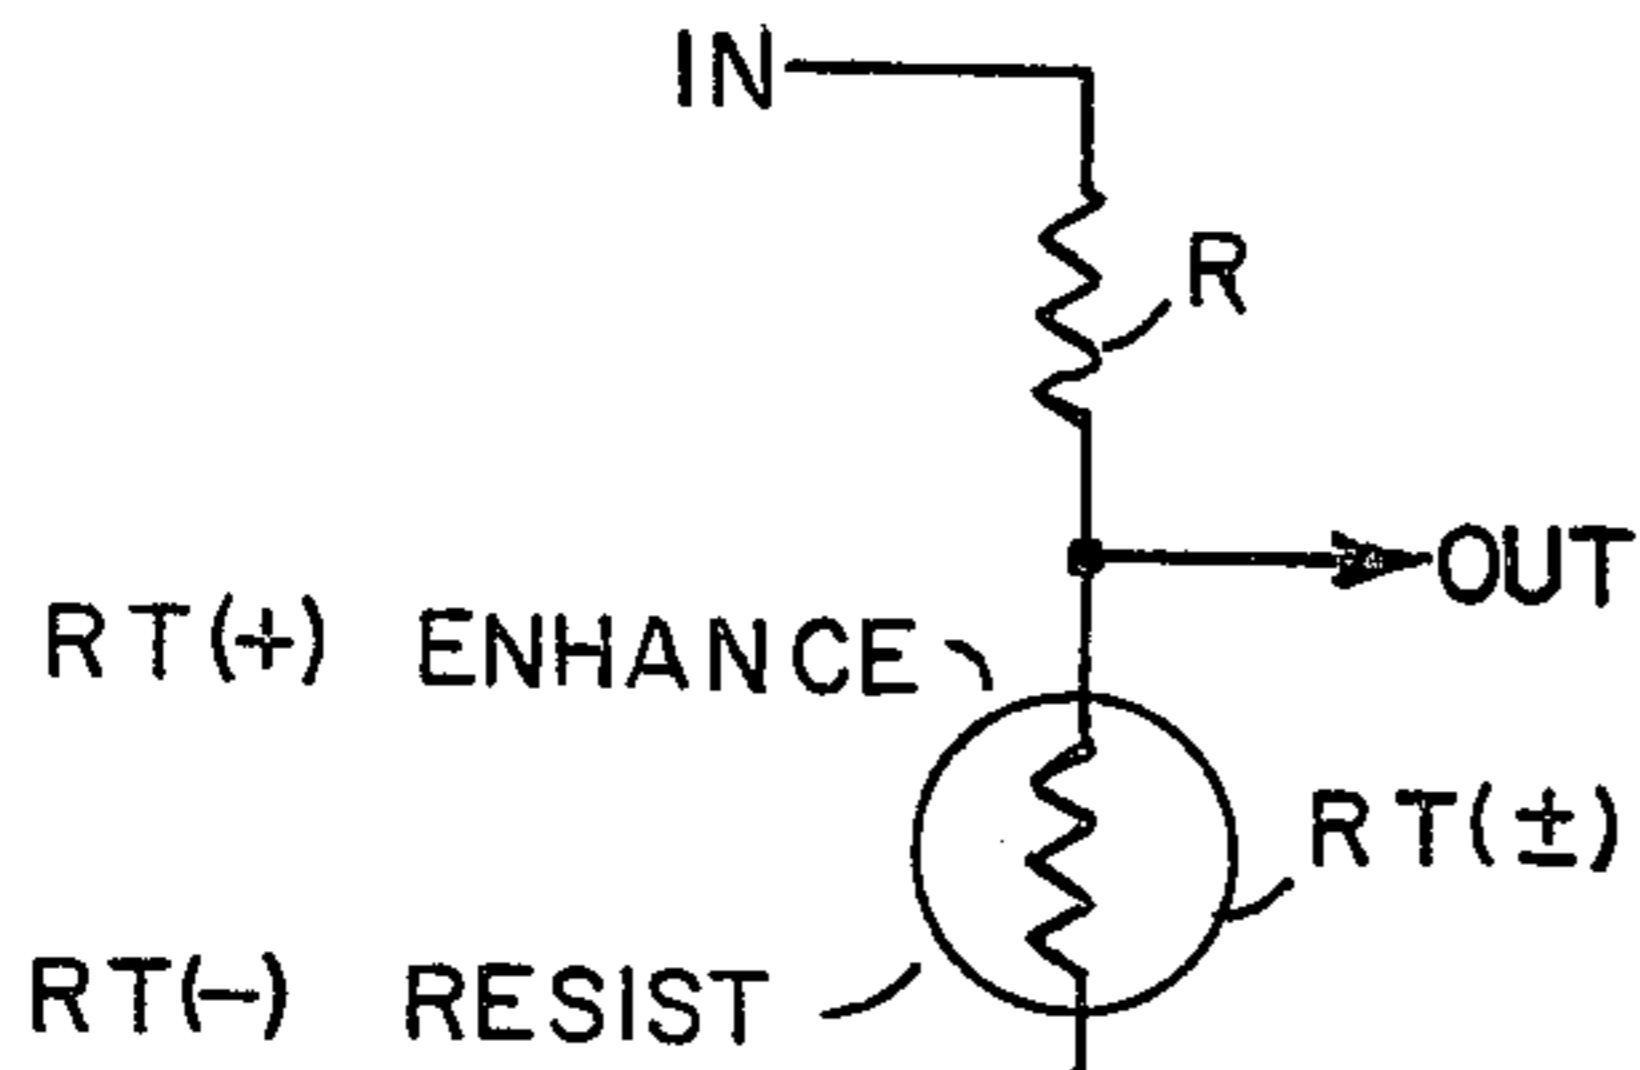 IN
R
OUT
RT(+) ENHANCE
RT(±)
RT(-) RESIST